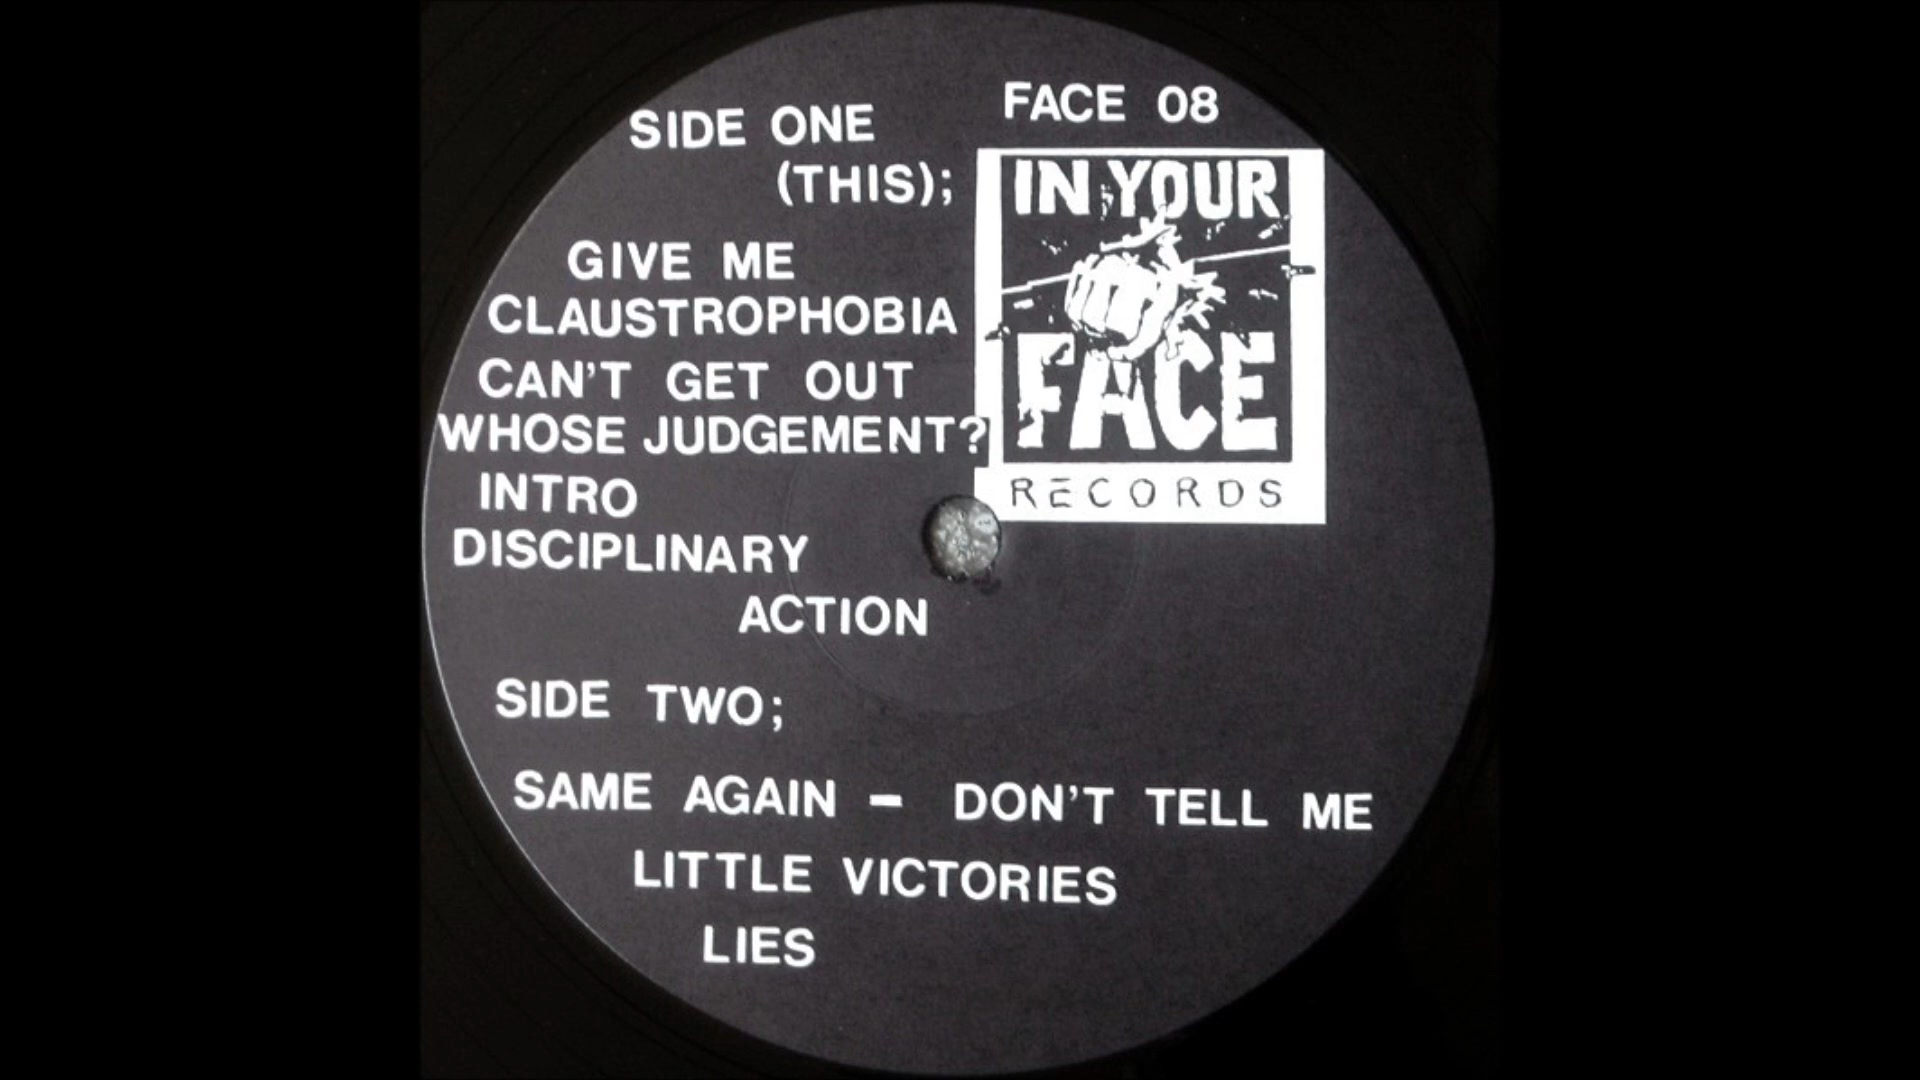 SIDE ONE
(THIS);
GIVE ME
CLAUSTROPHOBIA
CAN'T GET OUT
WHOSE JUDGEMENT?
INTRO
DISCIPLINARY
ACTION
SIDE TWO;
SAME AGAIN – DON'T TELL ME
LITTLE VICTORIES
LIES
FACE 08
IN YOUR
FACE
RECORDS